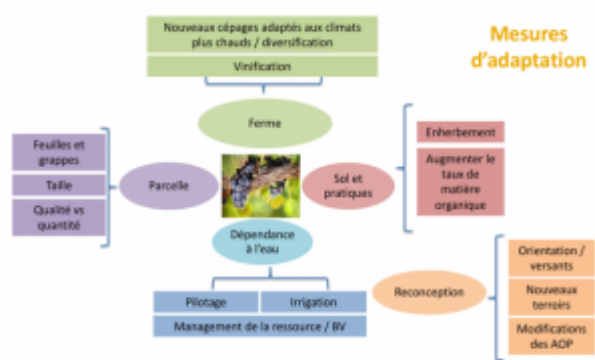 Nouveaux cépages adaptés aux climats
plus chauds / diversification
Vinification
Mesures
d'adaptation
Ferme
Feuilles et
grappes
Taille
Qualité vs
quantité
Parcelle
Sol et
pratiques
Enherbement
Augmenter le
taux de
matière
organique
Dépendance
à l'eau
Pilotage
Irrigation
Management de la ressource / BV
Reconception
Orientation /
versants
Nouveaux
terroirs
Modifications
des AOP